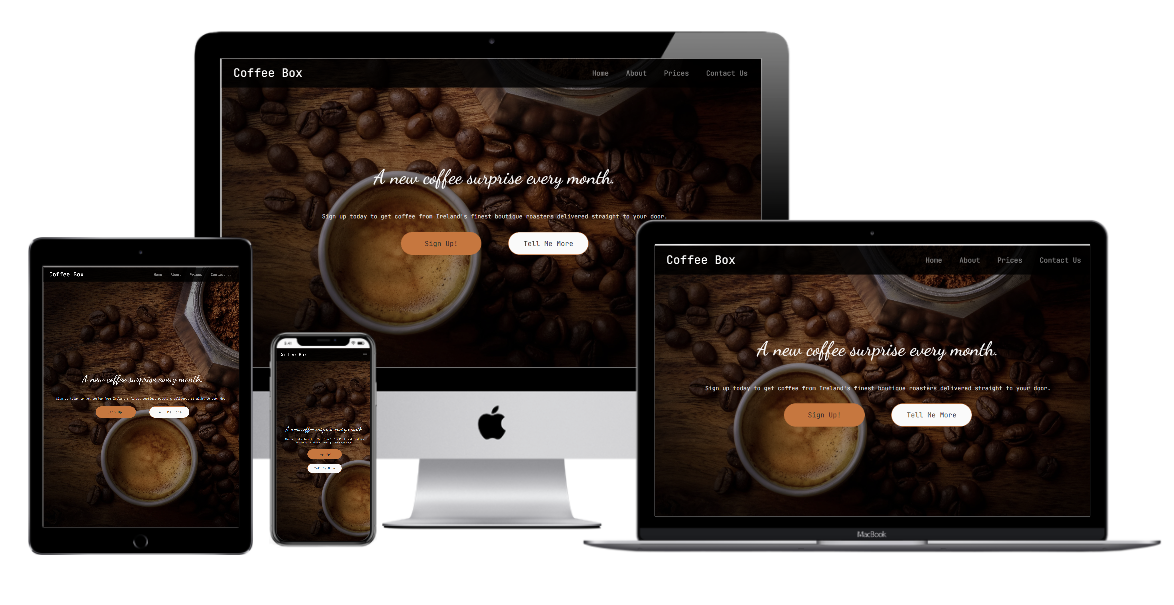 Coffee Box
Home About Prices Contact Us
A new coffee surprise every month.
Sign up today to get coffee from Ireland's finest boutique roasters delivered straight to your door.
Sign Up! Tell Me More
Coffee Box
Home About Prices Contact Us
A new coffee surprise every month.
Sign up today to get coffee from Ireland's finest boutique roasters delivered straight to your door.
Sign Up! Tell Me More
MacBook
Coffee Box
Home About Prices
A new coffee surprise every month.
Coffee Box
A new coffee surprise every month.